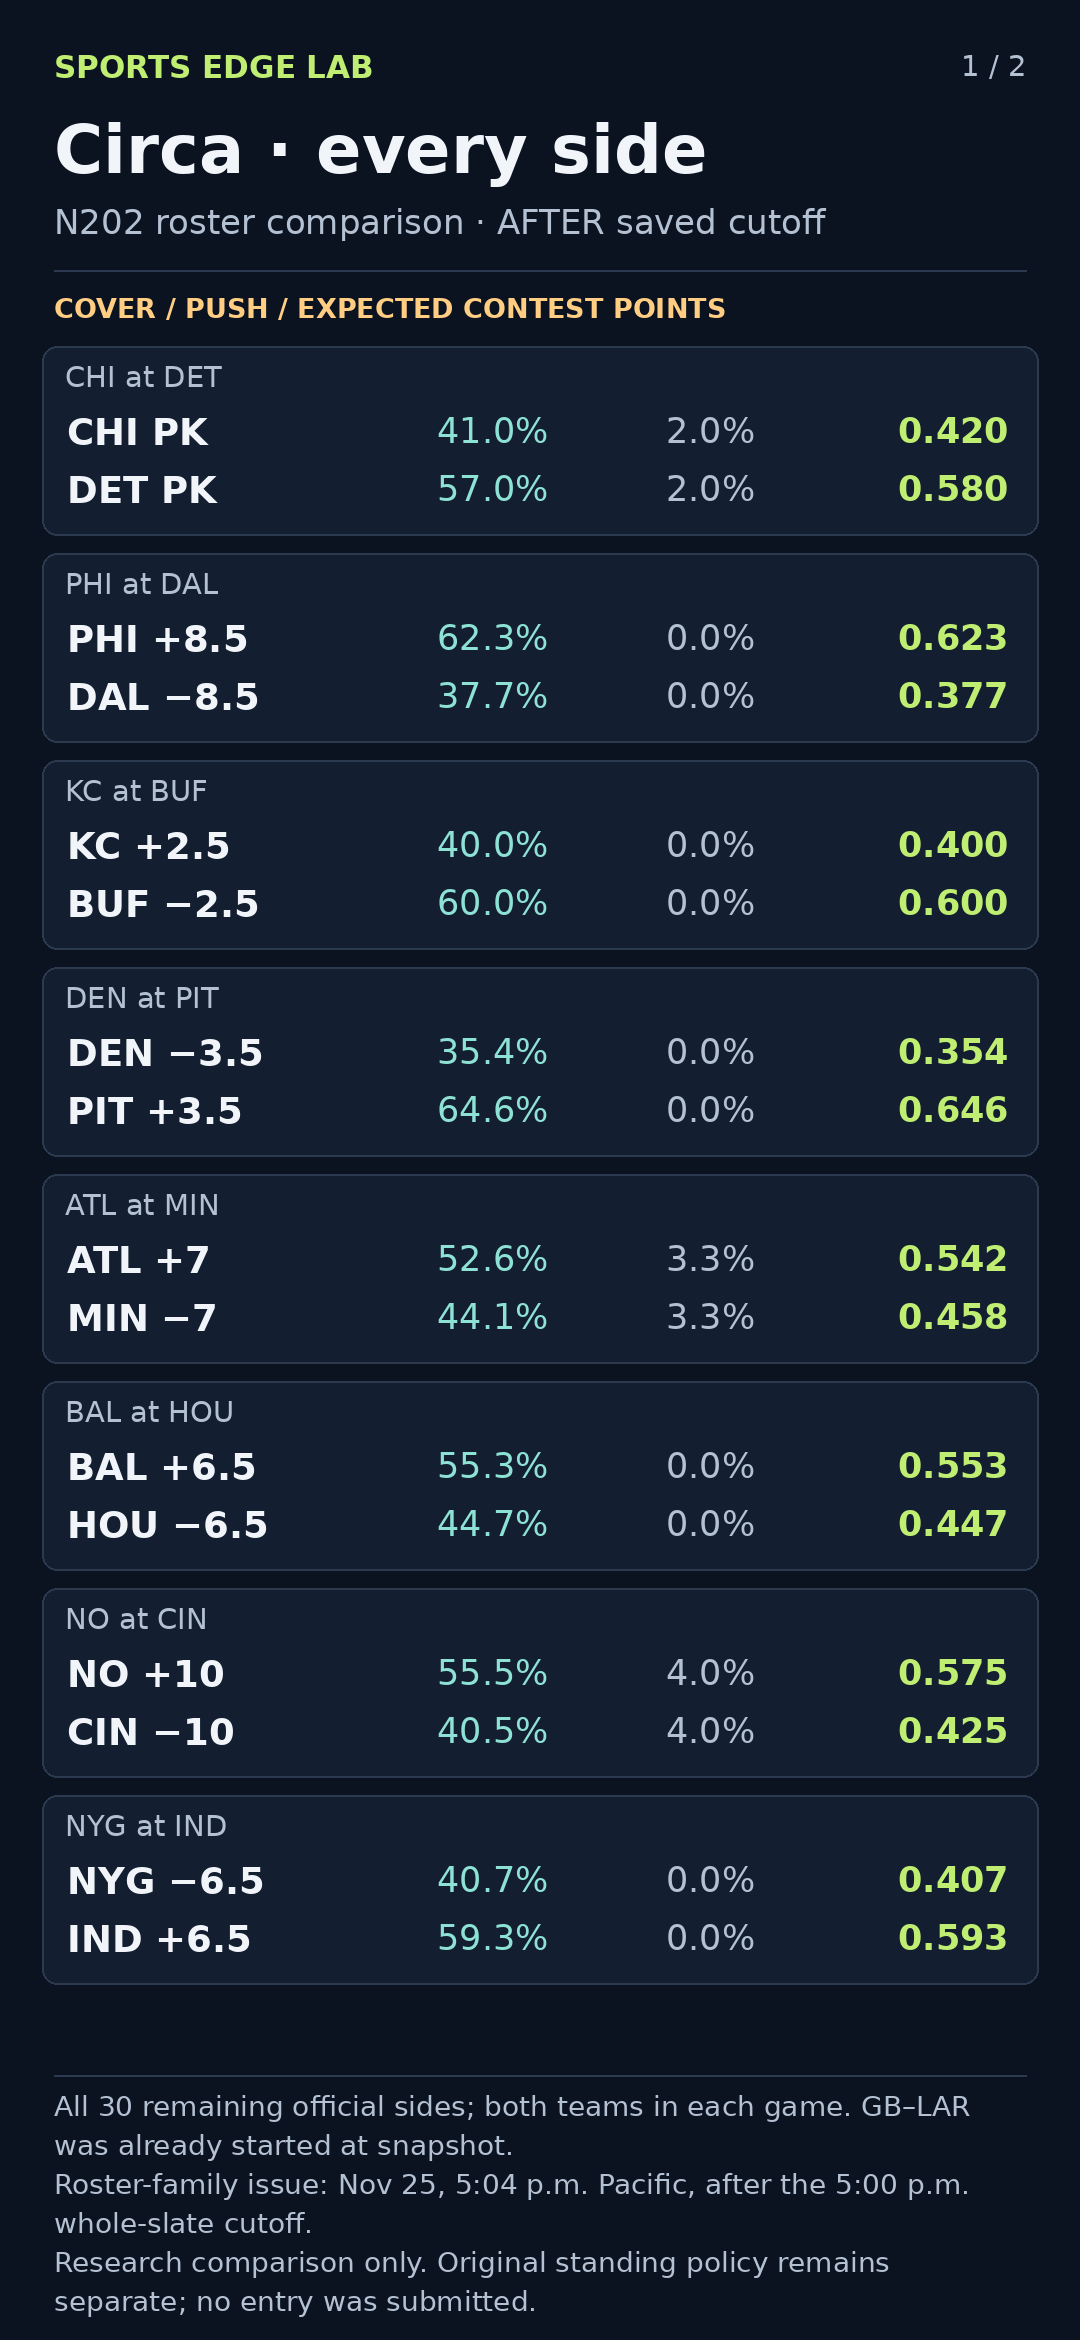 SPORTS EDGE LAB 1 / 2
Circa · every side
N202 roster comparison · AFTER saved cutoff
COVER / PUSH / EXPECTED CONTEST POINTS
CHI at DET
CHI PK 41.0% 2.0% 0.420
DET PK 57.0% 2.0% 0.580
PHI at DAL
PHI +8.5 62.3% 0.0% 0.623
DAL −8.5 37.7% 0.0% 0.377
KC at BUF
KC +2.5 40.0% 0.0% 0.400
BUF −2.5 60.0% 0.0% 0.600
DEN at PIT
DEN −3.5 35.4% 0.0% 0.354
PIT +3.5 64.6% 0.0% 0.646
ATL at MIN
ATL +7 52.6% 3.3% 0.542
MIN −7 44.1% 3.3% 0.458
BAL at HOU
BAL +6.5 55.3% 0.0% 0.553
HOU −6.5 44.7% 0.0% 0.447
NO at CIN
NO +10 55.5% 4.0% 0.575
CIN −10 40.5% 4.0% 0.425
NYG at IND
NYG −6.5 40.7% 0.0% 0.407
IND +6.5 59.3% 0.0% 0.593
All 30 remaining official sides; both teams in each game. GB–LAR
was already started at snapshot.
Roster-family issue: Nov 25, 5:04 p.m. Pacific, after the 5:00 p.m.
whole-slate cutoff.
Research comparison only. Original standing policy remains
separate; no entry was submitted.